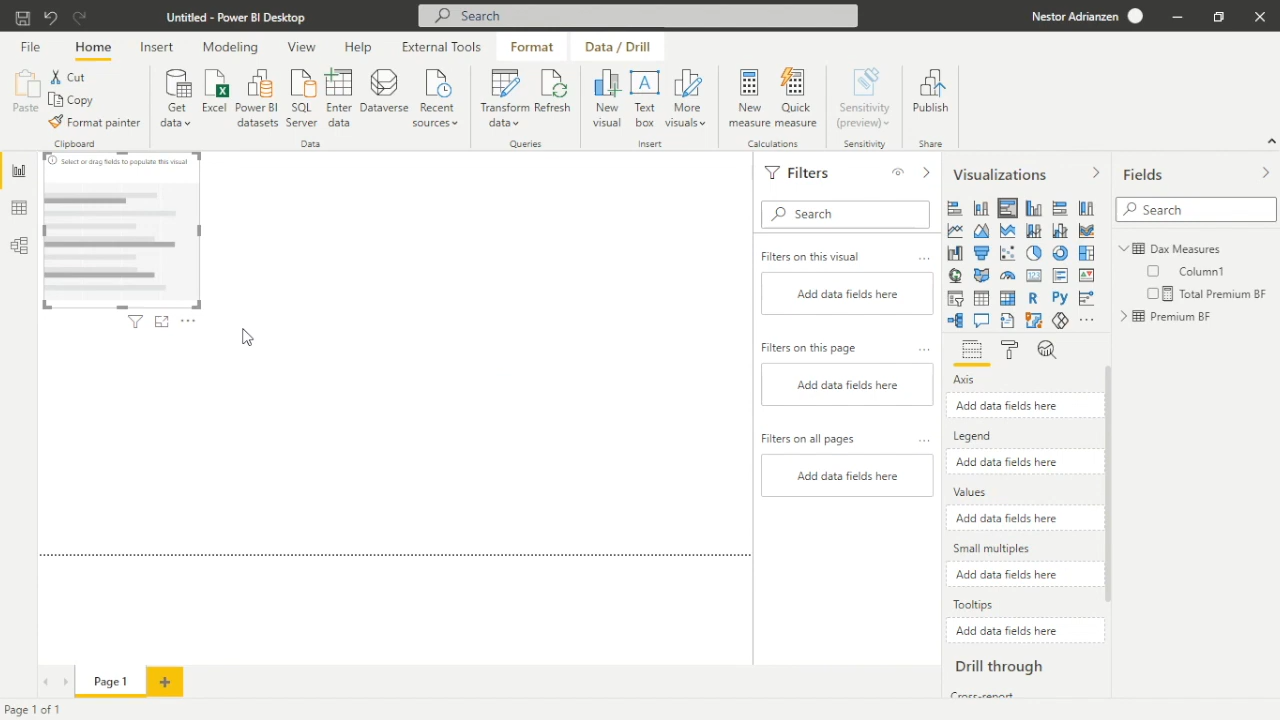 Untitled - Power BI Desktop
Search
Nestor Adrianzen
File
Home
Insert
Modeling
View
Help
External Tools
Format
Data / Drill
Paste
Cut
Copy
Format painter
Clipboard
Get data
Excel
Power BI datasets
SQL Server
Enter data
Dataverse
Recent sources
Data
Transform data
Refresh
Queries
New visual
Text box
More visuals
Insert
New measure
Quick measure
Calculations
Sensitivity (preview)
Sensitivity
Publish
Share
Select or drag fields to populate this visual
Filters
Search
Filters on this visual
Add data fields here
Filters on this page
Add data fields here
Filters on all pages
Add data fields here
Visualizations
R
Py
Axis
Add data fields here
Legend
Add data fields here
Values
Add data fields here
Small multiples
Add data fields here
Tooltips
Add data fields here
Drill through
Cross-report
Fields
Search
Dax Measures
Column1
Total Premium BF
Premium BF
Page 1
Page 1 of 1